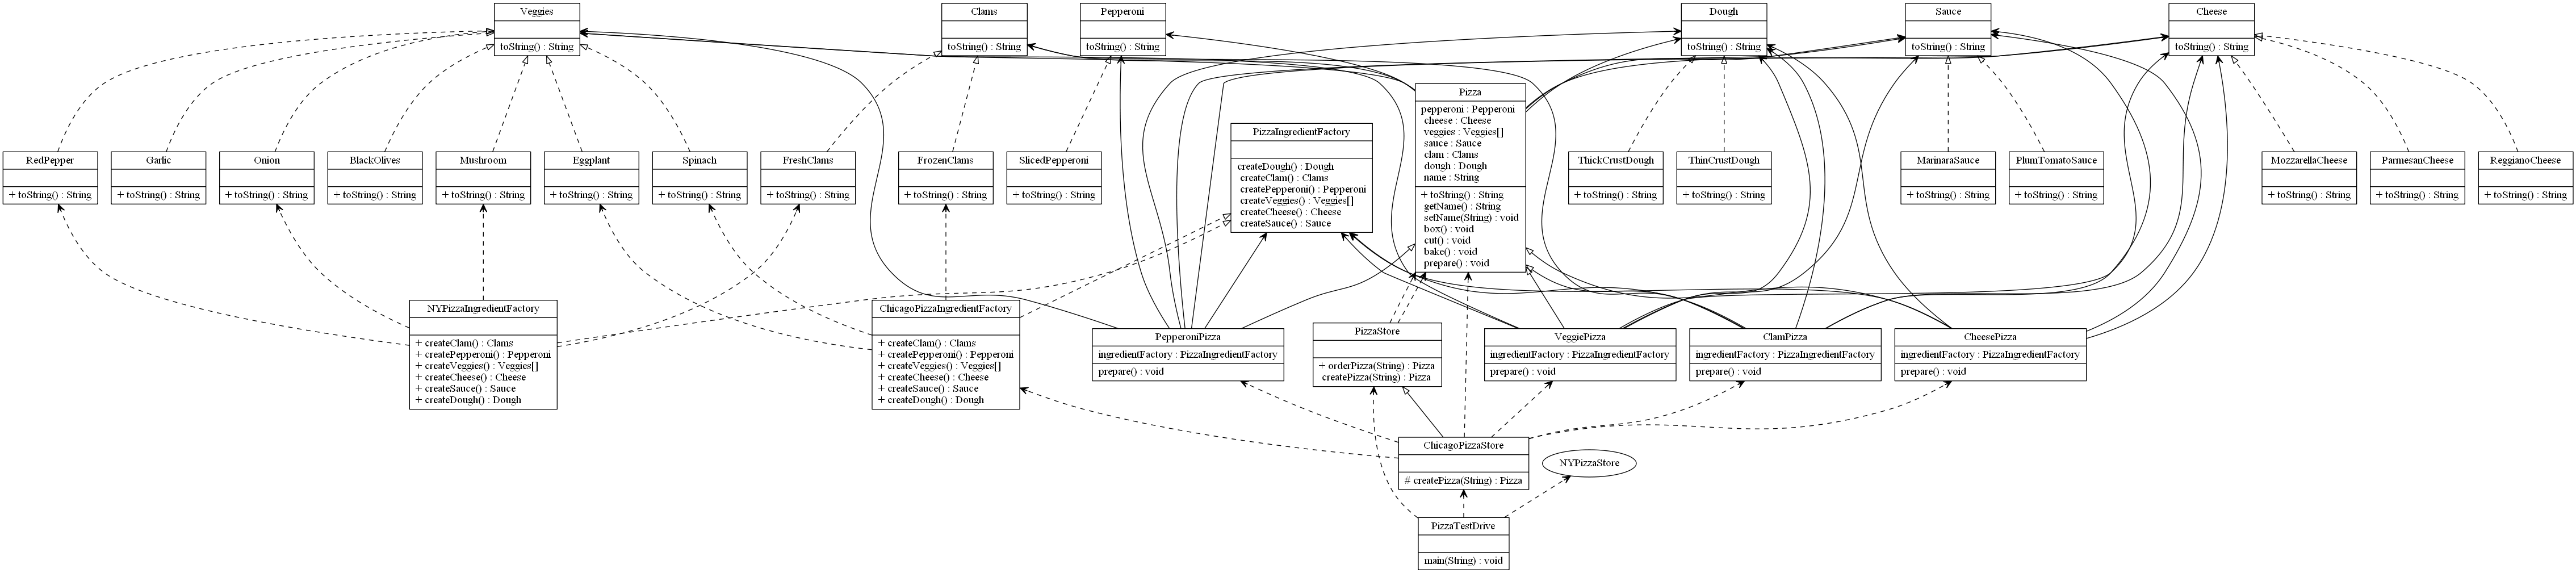 Veggies
toString() : String
Clams
toString() : String
Pepperoni
toString() : String
Dough
toString() : String
Sauce
toString() : String
Cheese
toString() : String
Pizza
pepperoni : Pepperoni
cheese : Cheese
veggies : Veggies[]
sauce : Sauce
clam : Clams
dough : Dough
name : String
+ toString() : String
getName() : String
setName(String) : void
box() : void
cut() : void
bake() : void
prepare() : void
PizzaIngredientFactory
createDough() : Dough
createClam() : Clams
createPepperoni() : Pepperoni
createVeggies() : Veggies[]
createCheese() : Cheese
createSauce() : Sauce
RedPepper
+ toString() : String
Garlic
+ toString() : String
Onion
+ toString() : String
BlackOlives
+ toString() : String
Mushroom
+ toString() : String
Eggplant
+ toString() : String
Spinach
+ toString() : String
FreshClams
+ toString() : String
FrozenClams
+ toString() : String
SlicedPepperoni
+ toString() : String
ThickCrustDough
+ toString() : String
ThinCrustDough
+ toString() : String
MarinaraSauce
+ toString() : String
PlumTomatoSauce
+ toString() : String
MozzarellaCheese
+ toString() : String
ParmesanCheese
+ toString() : String
ReggianoCheese
+ toString() : String
NYPizzaIngredientFactory
+ createClam() : Clams
+ createPepperoni() : Pepperoni
+ createVeggies() : Veggies[]
+ createCheese() : Cheese
+ createSauce() : Sauce
+ createDough() : Dough
ChicagoPizzaIngredientFactory
+ createClam() : Clams
+ createPepperoni() : Pepperoni
+ createVeggies() : Veggies[]
+ createCheese() : Cheese
+ createSauce() : Sauce
+ createDough() : Dough
PepperoniPizza
ingredientFactory : PizzaIngredientFactory
prepare() : void
PizzaStore
+ orderPizza(String) : Pizza
createPizza(String) : Pizza
VeggiePizza
ingredientFactory : PizzaIngredientFactory
prepare() : void
ClamPizza
ingredientFactory : PizzaIngredientFactory
prepare() : void
CheesePizza
ingredientFactory : PizzaIngredientFactory
prepare() : void
ChicagoPizzaStore
# createPizza(String) : Pizza
NYPizzaStore
PizzaTestDrive
main(String) : void